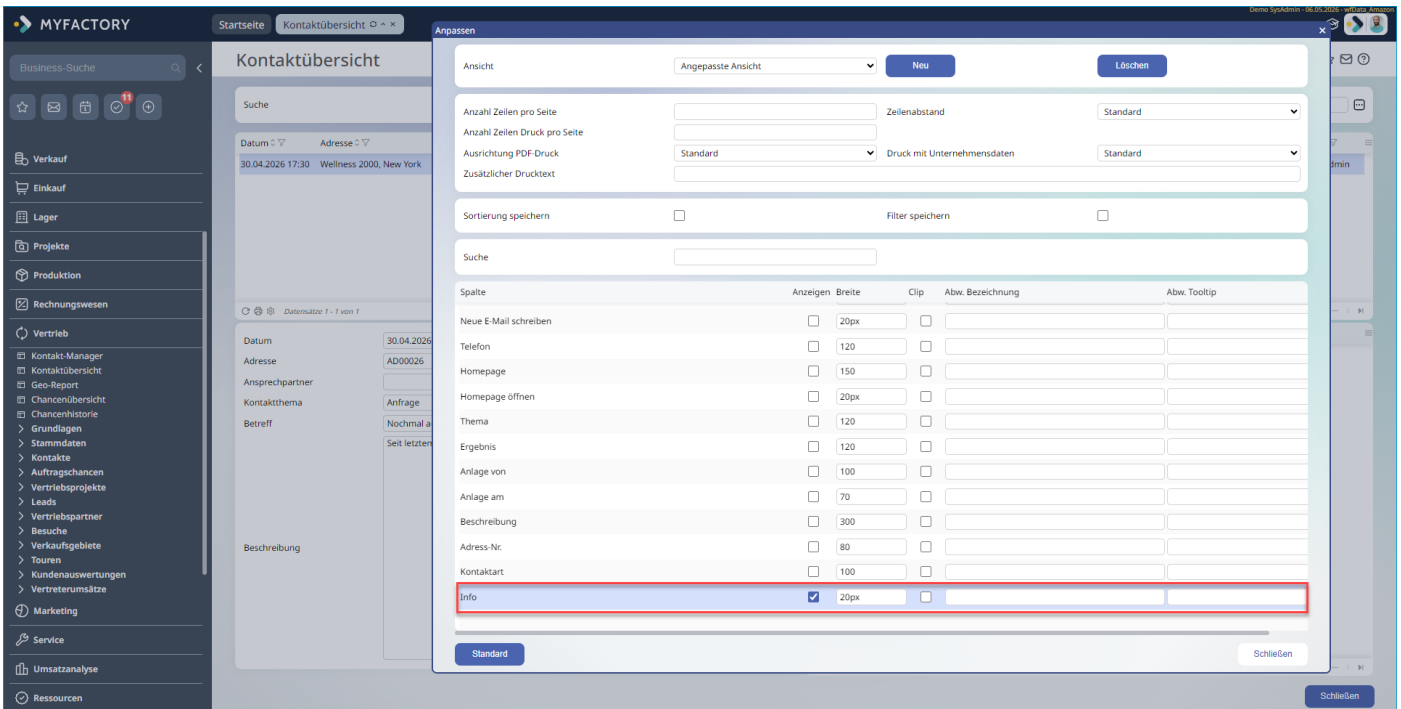 Demo SysAdmin - 06.05.2026 - wfData_Amazon
MYFACTORY
Startseite
Kontaktübersicht
Anpassen
Business-Suche
11
Verkauf
Einkauf
Lager
Projekte
Produktion
Rechnungswesen
Vertrieb
Kontakt-Manager
Kontaktübersicht
Geo-Report
Chancenübersicht
Chancenhistorie
Grundlagen
Stammdaten
Kontakte
Auftragschancen
Vertriebsprojekte
Leads
Vertriebspartner
Besuche
Verkaufsgebiete
Touren
Kundenauswertungen
Vertreterumsätze
Marketing
Service
Umsatzanalyse
Ressourcen
Kontaktübersicht
Suche
Datum Adresse
30.04.2026 17:30 Wellness 2000, New York
Datensätze 1 - 1 von 1
Datum 30.04.2026
Adresse AD00026
Ansprechpartner
Kontaktthema Anfrage
Betreff Nochmal a
Seit letzten
Beschreibung
Ansicht Angepasste Ansicht Neu Löschen
Anzahl Zeilen pro Seite Zeilenabstand Standard
Anzahl Zeilen Druck pro Seite
Ausrichtung PDF-Druck Standard Druck mit Unternehmensdaten Standard
Zusätzlicher Drucktext
Sortierung speichern Filter speichern
Suche
Spalte Anzeigen Breite Clip Abw. Bezeichnung Abw. Tooltip
Neue E-Mail schreiben 20px
Telefon 120
Homepage 150
Homepage öffnen 20px
Thema 120
Ergebnis 120
Anlage von 100
Anlage am 70
Beschreibung 300
Adress-Nr. 80
Kontaktart 100
Info 20px
Standard Schließen
dmin
Schließen